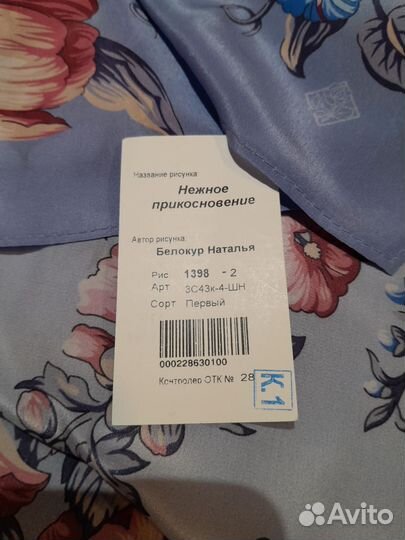 Название рисунка
Нежное
прикосновение
Автор рисунка
Белокур Наталья
Рис 1398 - 2
Арт 3С43к-4-ШН
Сорт Первый
000228630100
Контролер ОТК № 28
К.1
Avito